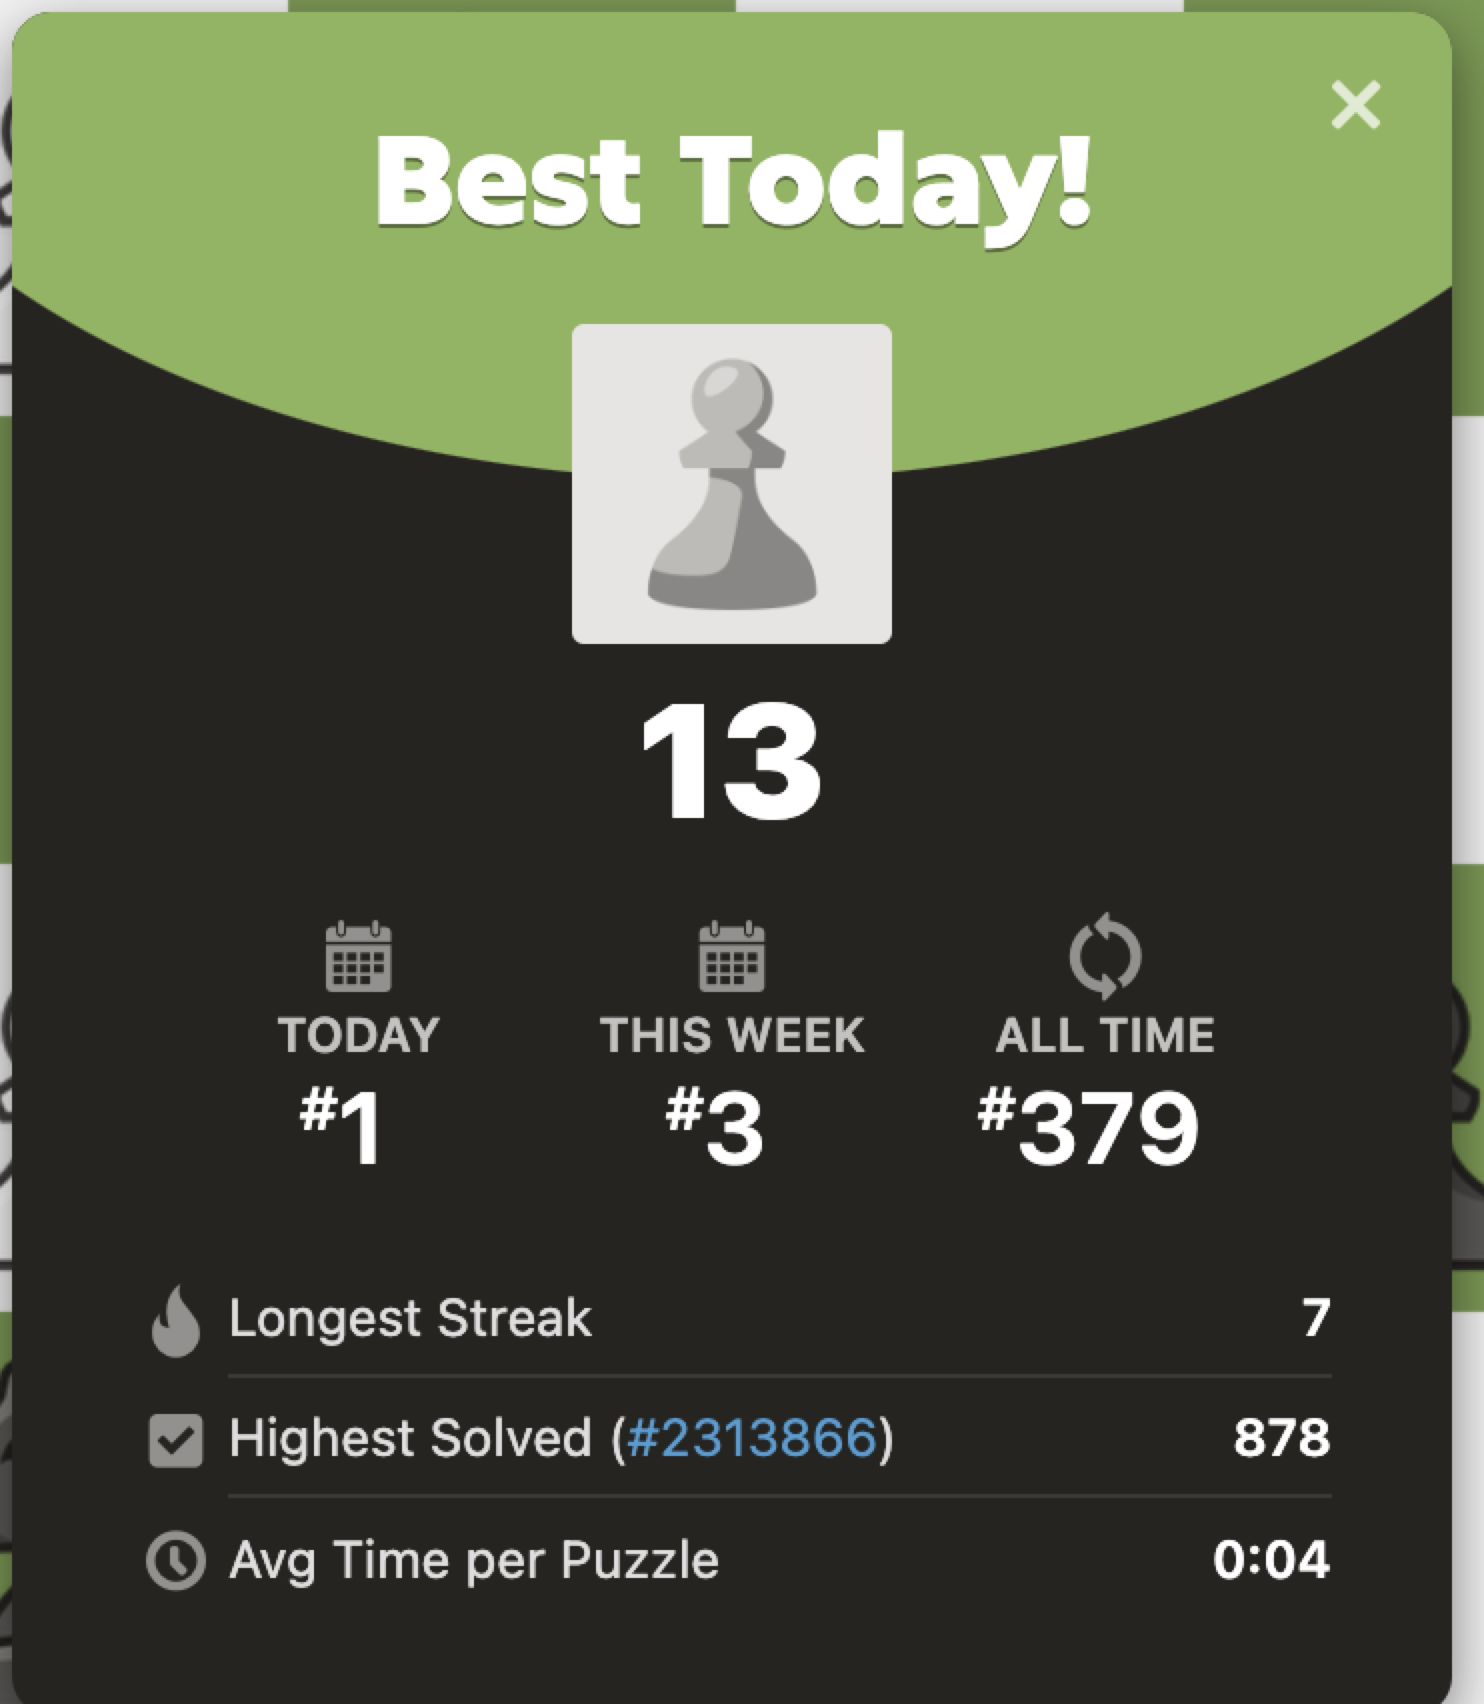 Best Today!
13
TODAY THIS WEEK ALL TIME
#1 #3 #379
Longest Streak 7
Highest Solved (#2313866) 878
Avg Time per Puzzle 0:04